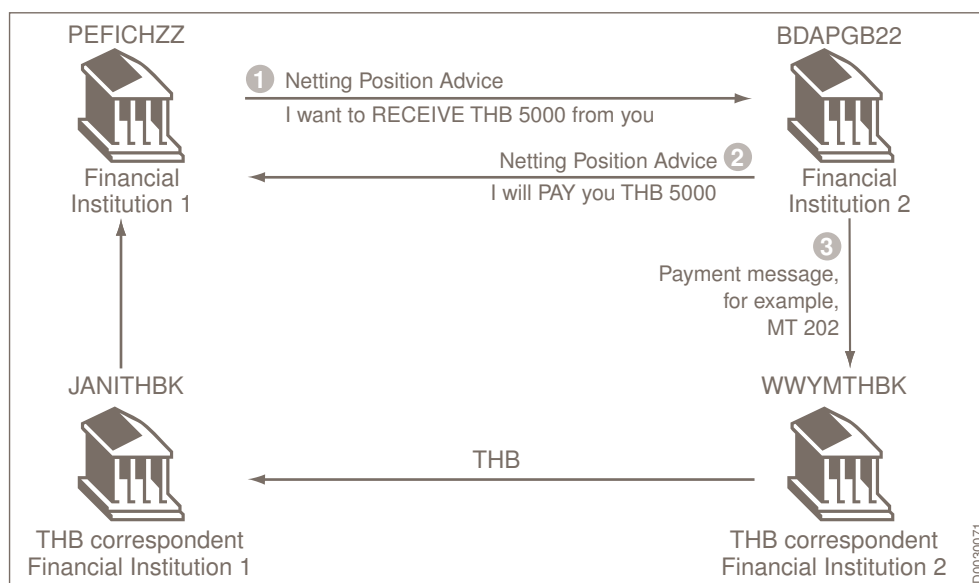 PEFICHZZ
BDAPGB22
1 Netting Position Advice
I want to RECEIVE THB 5000 from you
Netting Position Advice 2
I will PAY you THB 5000
Financial
Institution 1
Financial
Institution 2
3
Payment message,
for example,
MT 202
JANITHBK
WWYMTHBK
THB
THB correspondent
Financial Institution 1
THB correspondent
Financial Institution 2
D0030071